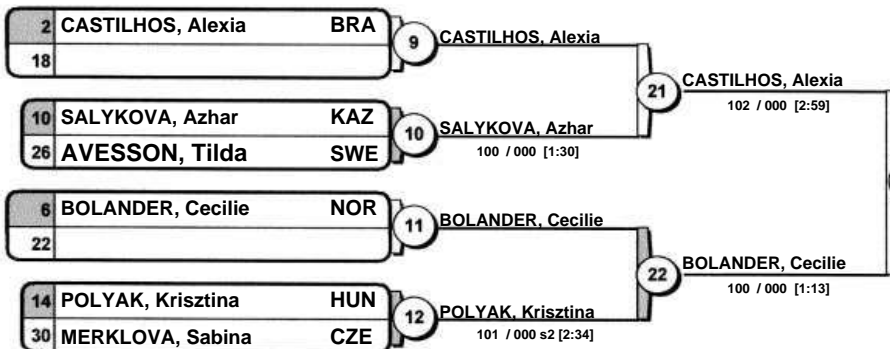 2 CASTILHOS, Alexia BRA
18
9
CASTILHOS, Alexia
10 SALYKOVA, Azhar KAZ
26 AVESSON, Tilda SWE
10
SALYKOVA, Azhar
100 / 000 [1:30]
21
CASTILHOS, Alexia
102 / 000 [2:59]
6 BOLANDER, Cecilie NOR
22
11
BOLANDER, Cecilie
14 POLYAK, Krisztina HUN
30 MERKLOVA, Sabina CZE
12
POLYAK, Krisztina
101 / 000 s2 [2:34]
22
BOLANDER, Cecilie
100 / 000 [1:13]